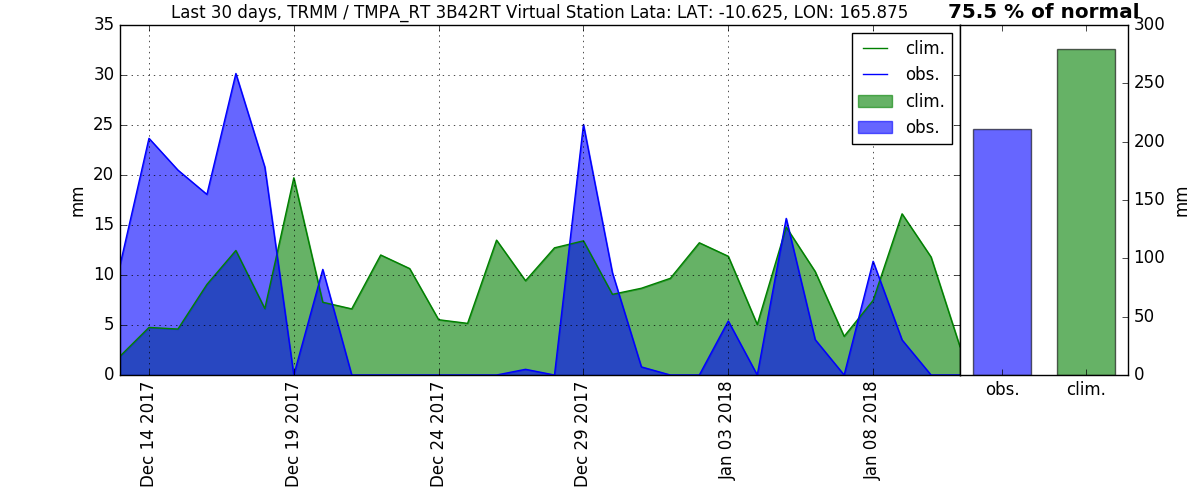 Last 30 days, TRMM / TMPA_RT 3B42RT Virtual Station Lata: LAT: -10.625, LON: 165.875
75.5 % of normal
35
30
25
20
15
10
5
0
mm
clim.
obs.
clim.
obs.
Dec 14 2017
Dec 19 2017
Dec 24 2017
Dec 29 2017
Jan 03 2018
Jan 08 2018
300
250
200
150
100
50
0
mm
obs.
clim.